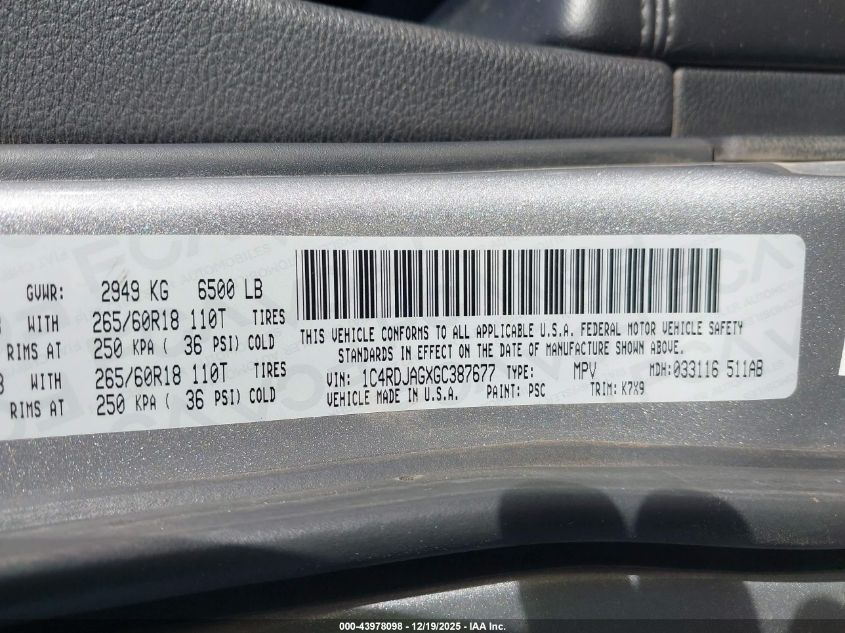 GVWR: 2949 KG 6500 LB
WITH 265/60R18 110T TIRES
RIMS AT 250 KPA ( 36 PSI) COLD
WITH 265/60R18 110T TIRES
RIMS AT 250 KPA ( 36 PSI) COLD
THIS VEHICLE CONFORMS TO ALL APPLICABLE U.S.A. FEDERAL MOTOR VEHICLE SAFETY
STANDARDS IN EFFECT ON THE DATE OF MANUFACTURE SHOWN ABOVE.
VIN: 1C4RDJAGXGC387677 TYPE: MPV MDH:033116 511AB
VEHICLE MADE IN U.S.A. PAINT: PSC TRIM: K7X9
000-43978098 - 12/19/2025 - IAA Inc.